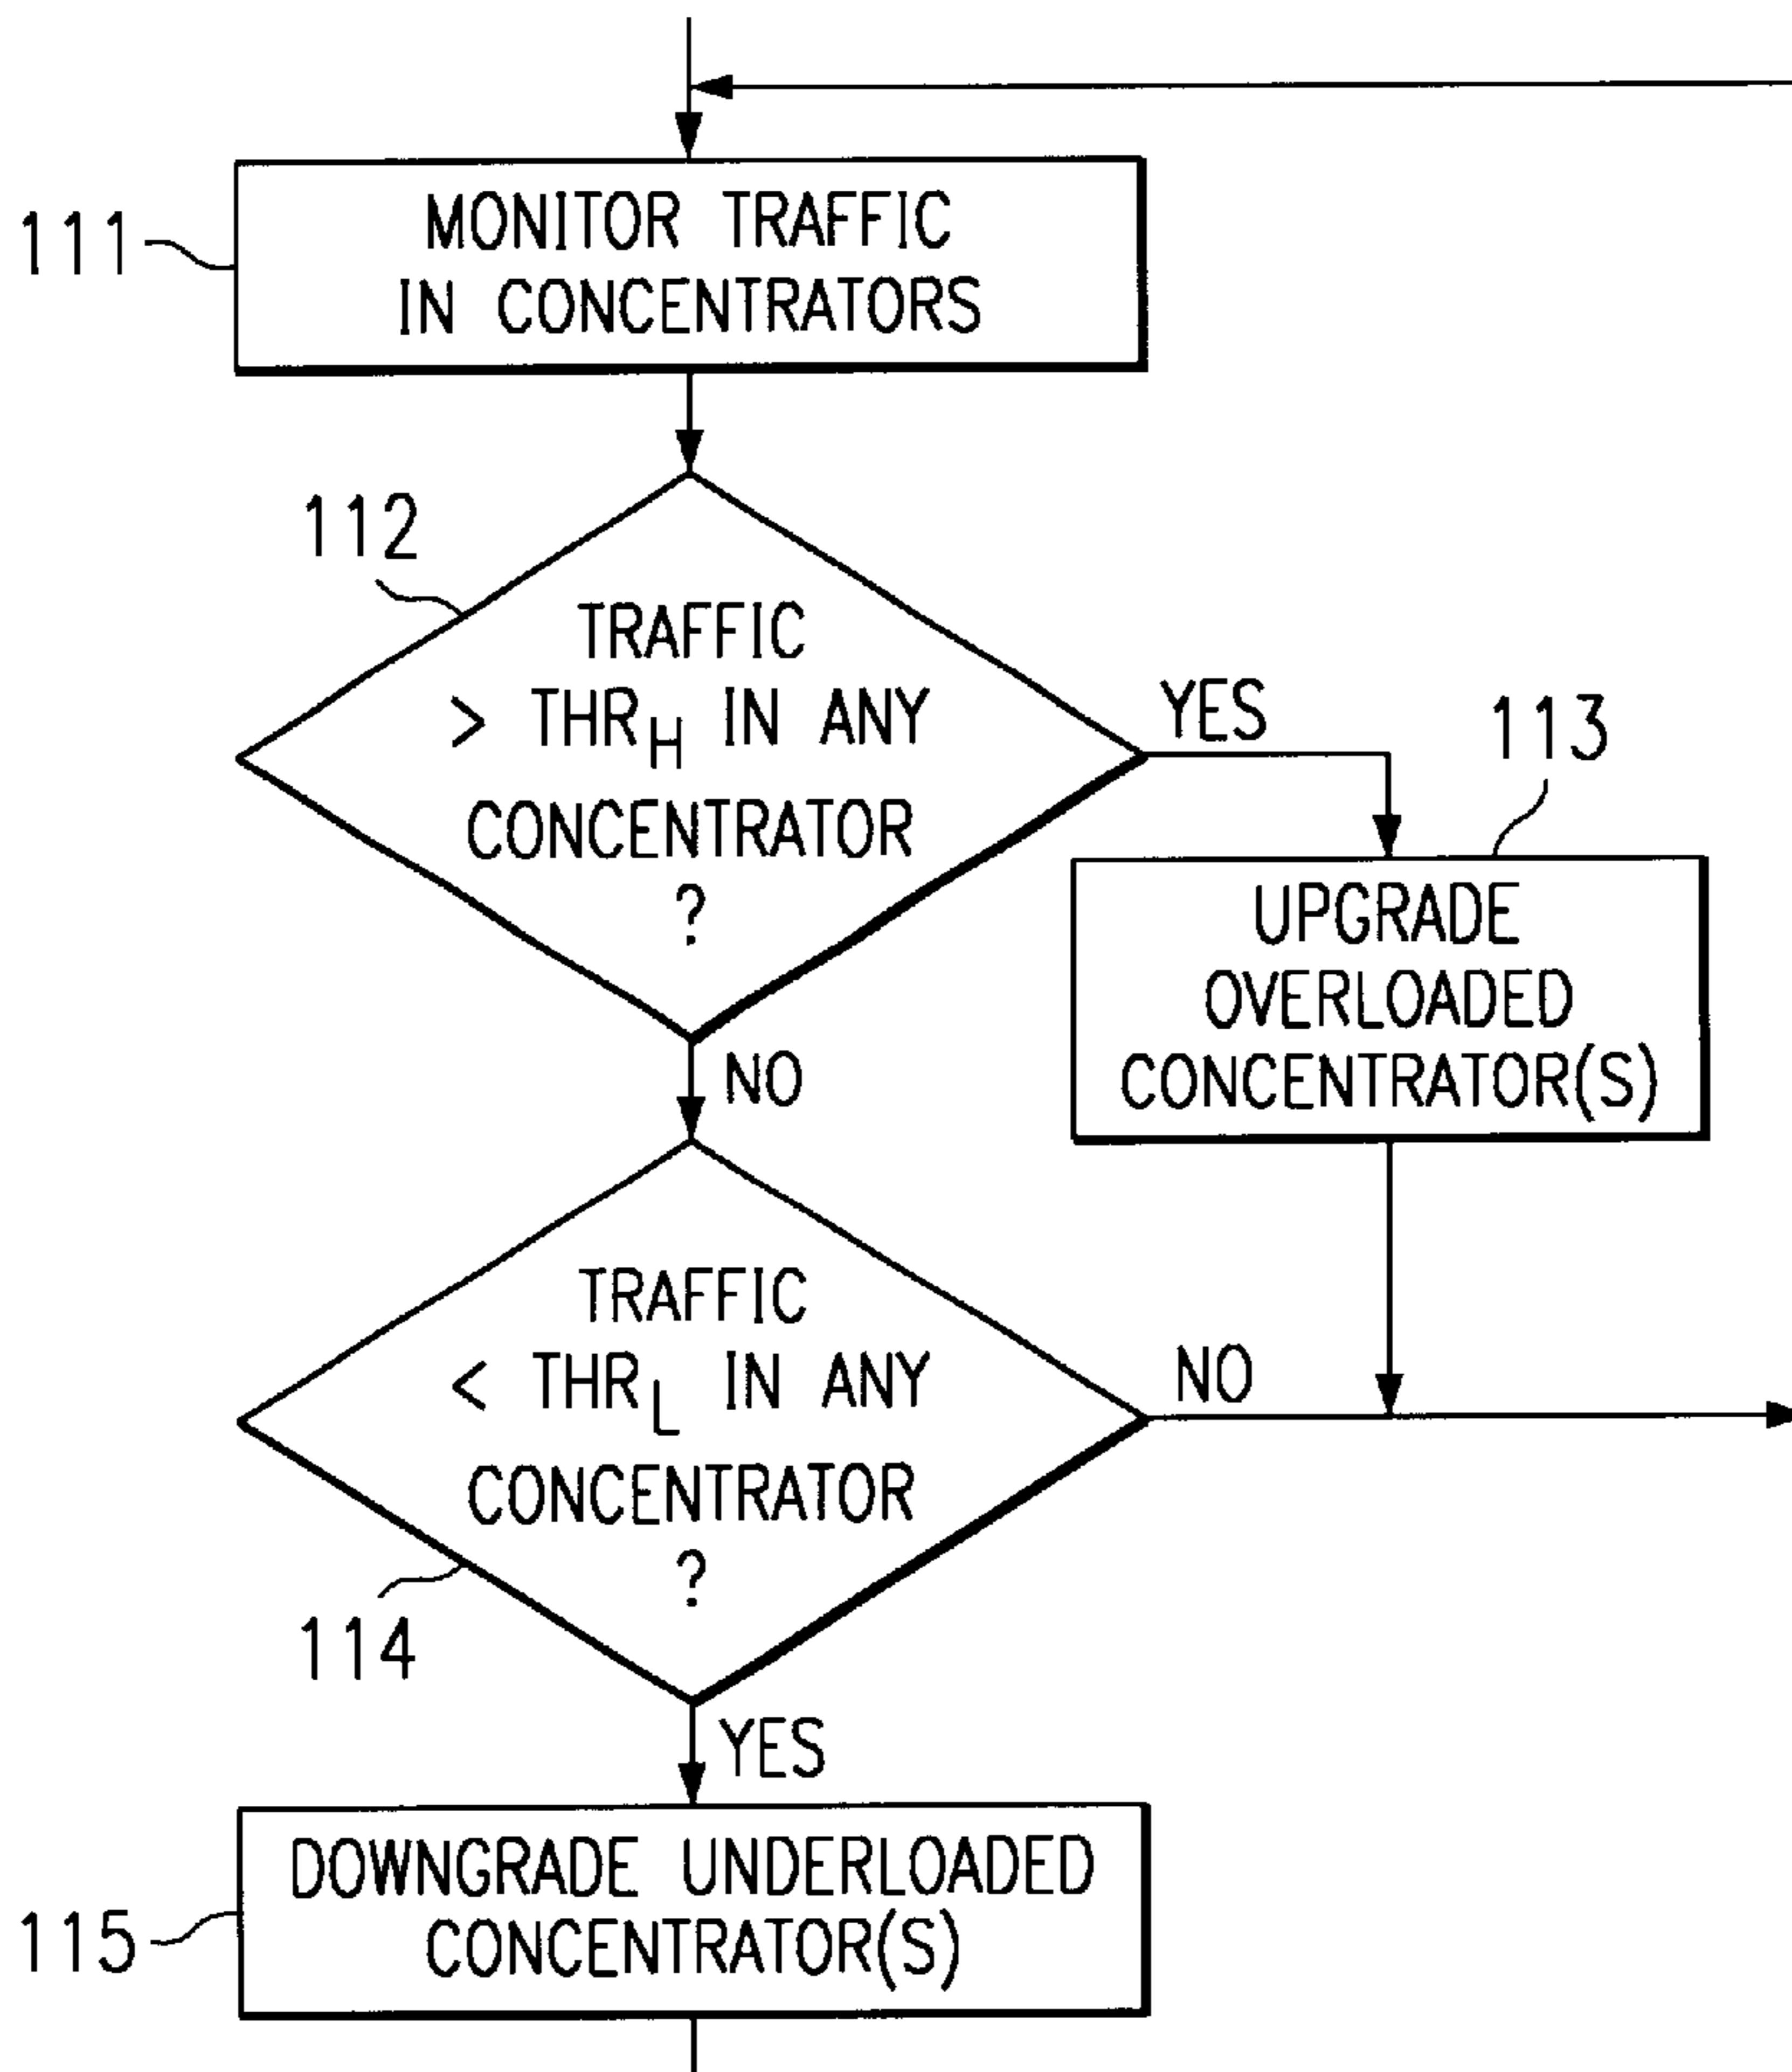 111
MONITOR TRAFFIC
IN CONCENTRATORS
112
TRAFFIC
> THRH IN ANY
CONCENTRATOR
?
YES
113
UPGRADE
OVERLOADED
CONCENTRATOR(S)
NO
TRAFFIC
< THRL IN ANY
CONCENTRATOR
?
NO
114
YES
115
DOWNGRADE UNDERLOADED
CONCENTRATOR(S)